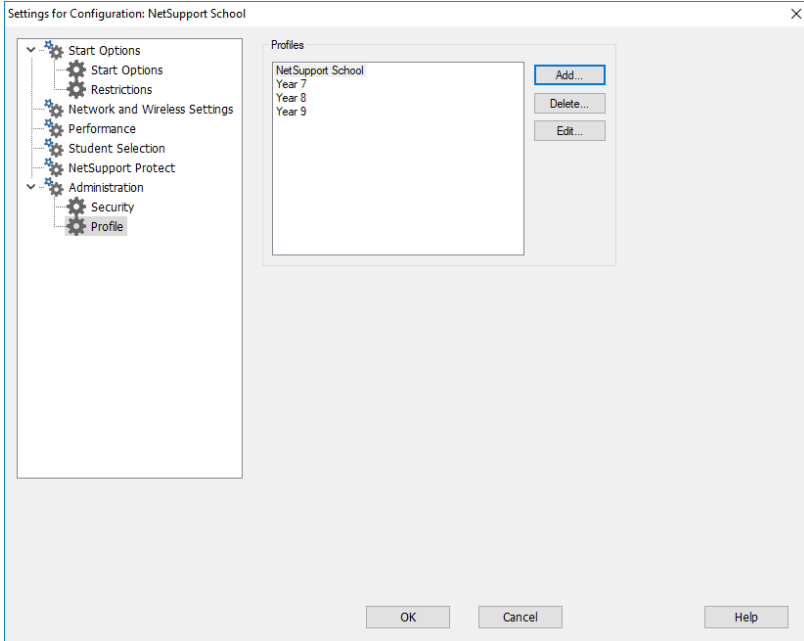 Settings for Configuration: NetSupport School
Start Options
Start Options
Restrictions
Network and Wireless Settings
Performance
Student Selection
NetSupport Protect
Administration
Security
Profile
Profiles
NetSupport School
Year 7
Year 8
Year 9
Add...
Delete...
Edit...
OK
Cancel
Help